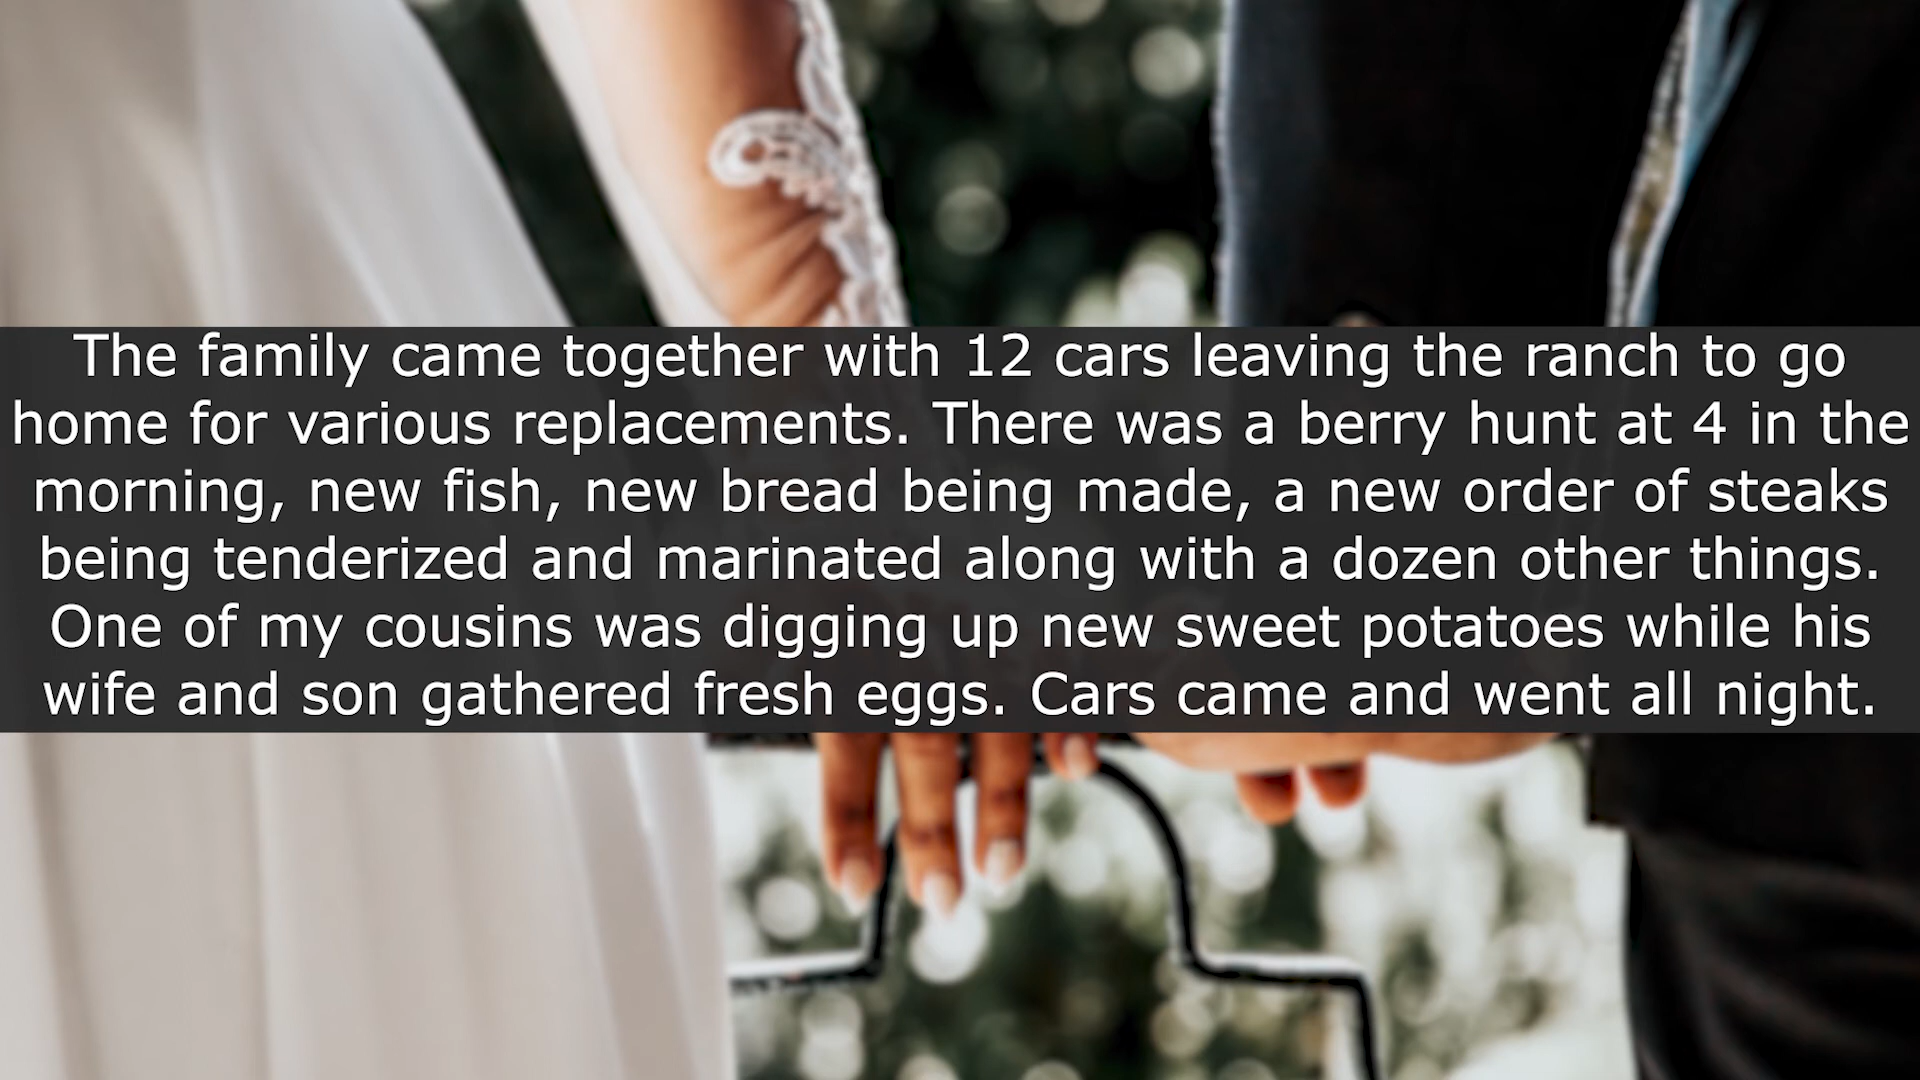 The family came together with 12 cars leaving the ranch to go
home for various replacements. There was a berry hunt at 4 in the
morning, new fish, new bread being made, a new order of steaks
being tenderized and marinated along with a dozen other things.
One of my cousins was digging up new sweet potatoes while his
wife and son gathered fresh eggs. Cars came and went all night.